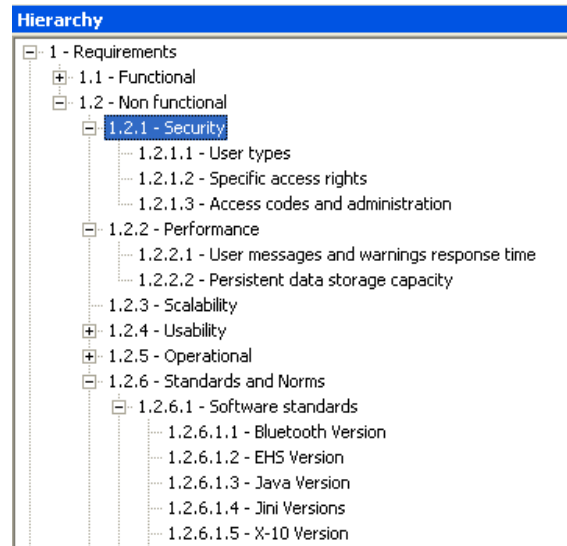 Hierarchy
1 - Requirements
1.1 - Functional
1.2 - Non functional
1.2.1 - Security
1.2.1.1 - User types
1.2.1.2 - Specific access rights
1.2.1.3 - Access codes and administration
1.2.2 - Performance
1.2.2.1 - User messages and warnings response time
1.2.2.2 - Persistent data storage capacity
1.2.3 - Scalability
1.2.4 - Usability
1.2.5 - Operational
1.2.6 - Standards and Norms
1.2.6.1 - Software standards
1.2.6.1.1 - Bluetooth Version
1.2.6.1.2 - EHS Version
1.2.6.1.3 - Java Version
1.2.6.1.4 - Jini Versions
1.2.6.1.5 - X-10 Version